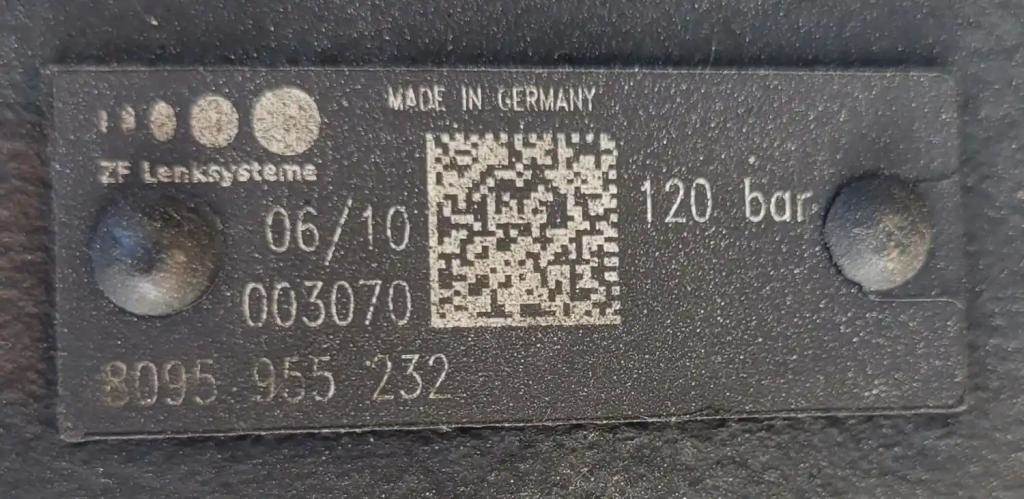 MADE IN GERMANY
ZF Lenksysteme
06/10
120 bar
003070
8095 955 232